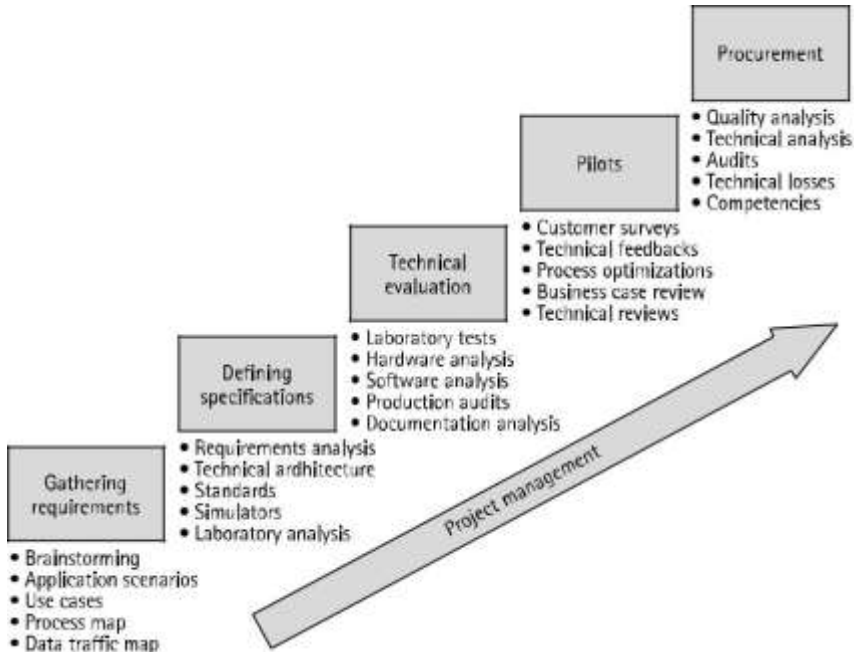 Procurement
• Quality analysis
• Technical analysis
• Audits
• Technical losses
• Competencies
Pilots
• Customer surveys
• Technical feedbacks
• Process optimizations
• Business case review
• Technical reviews
Technical
evaluation
• Laboratory tests
• Hardware analysis
• Software analysis
• Production audits
• Documentation analysis
Defining
specifications
• Requirements analysis
• Technical ardhitecture
• Standards
• Simulators
• Laboratory analysis
Gathering
requirements
• Brainstorming
• Application scenarios
• Use cases
• Process map
• Data traffic map
Project management